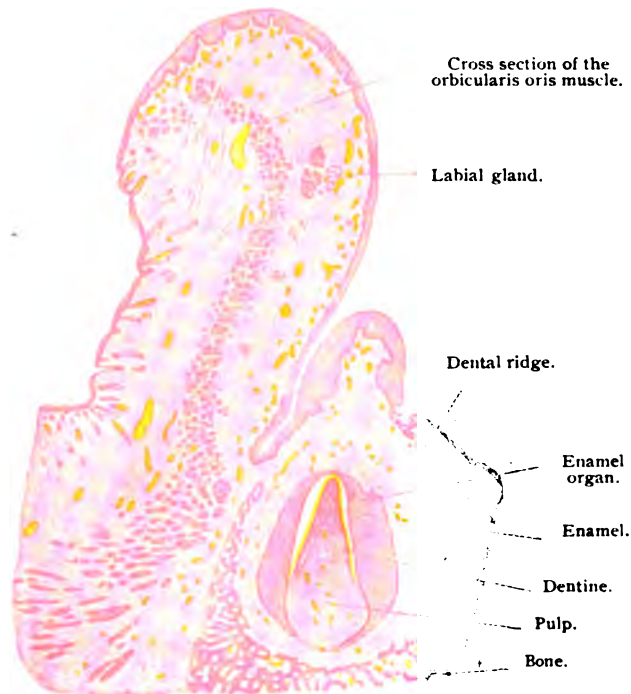 Cross section of the
orbicularis oris muscle.
Labial gland.
Dental ridge.
Enamel
organ.
Enamel.
Dentine.
Pulp.
Bone.